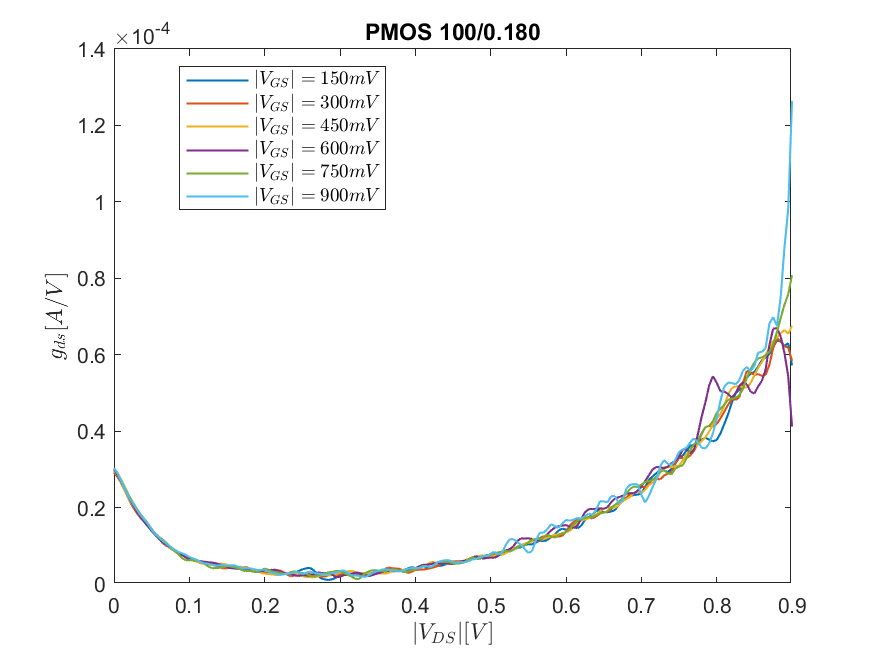 PMOS 100/0.180
×10⁻⁴
1.4
1.2
1
0.8
0.6
0.4
0.2
0
|V_GS| = 150mV
|V_GS| = 300mV
|V_GS| = 450mV
|V_GS| = 600mV
|V_GS| = 750mV
|V_GS| = 900mV
g_ds[A/V]
0 0.1 0.2 0.3 0.4 0.5 0.6 0.7 0.8 0.9
|V_DS|[V]